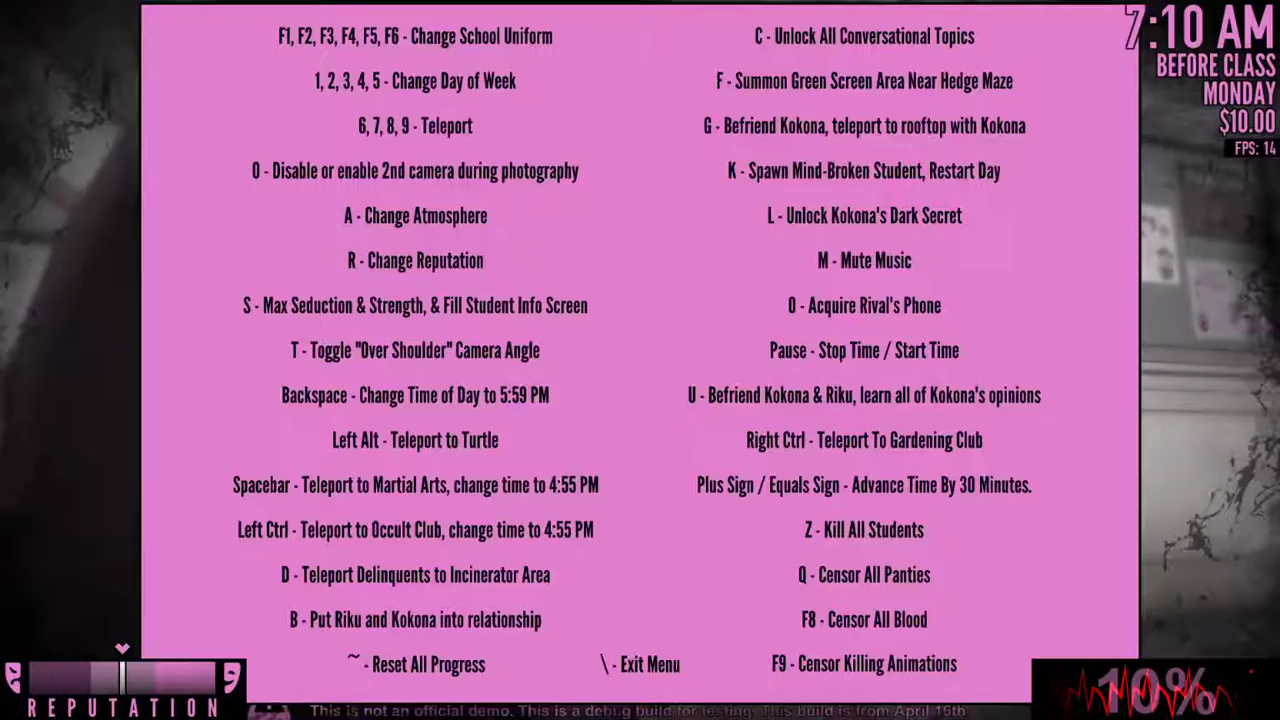 F1, F2, F3, F4, F5, F6 - Change School Uniform
1, 2, 3, 4, 5 - Change Day of Week
6, 7, 8, 9 - Teleport
0 - Disable or enable 2nd camera during photography
A - Change Atmosphere
R - Change Reputation
S - Max Seduction & Strength, & Fill Student Info Screen
T - Toggle "Over Shoulder" Camera Angle
Backspace - Change Time of Day to 5:59 PM
Left Alt - Teleport to Turtle
Spacebar - Teleport to Martial Arts, change time to 4:55 PM
Left Ctrl - Teleport to Occult Club, change time to 4:55 PM
D - Teleport Delinquents to Incinerator Area
B - Put Riku and Kokona into relationship
~ - Reset All Progress
\ - Exit Menu
C - Unlock All Conversational Topics
F - Summon Green Screen Area Near Hedge Maze
G - Befriend Kokona, teleport to rooftop with Kokona
K - Spawn Mind-Broken Student, Restart Day
L - Unlock Kokona's Dark Secret
M - Mute Music
O - Acquire Rival's Phone
Pause - Stop Time / Start Time
U - Befriend Kokona & Riku, learn all of Kokona's opinions
Right Ctrl - Teleport To Gardening Club
Plus Sign / Equals Sign - Advance Time By 30 Minutes.
Z - Kill All Students
Q - Censor All Panties
F8 - Censor All Blood
F9 - Censor Killing Animations
7:10 AM
BEFORE CLASS
MONDAY
$10.00
FPS: 14
REPUTATION
This is not an official demo. This is a debug build for testing. This build is from April 16th
10%